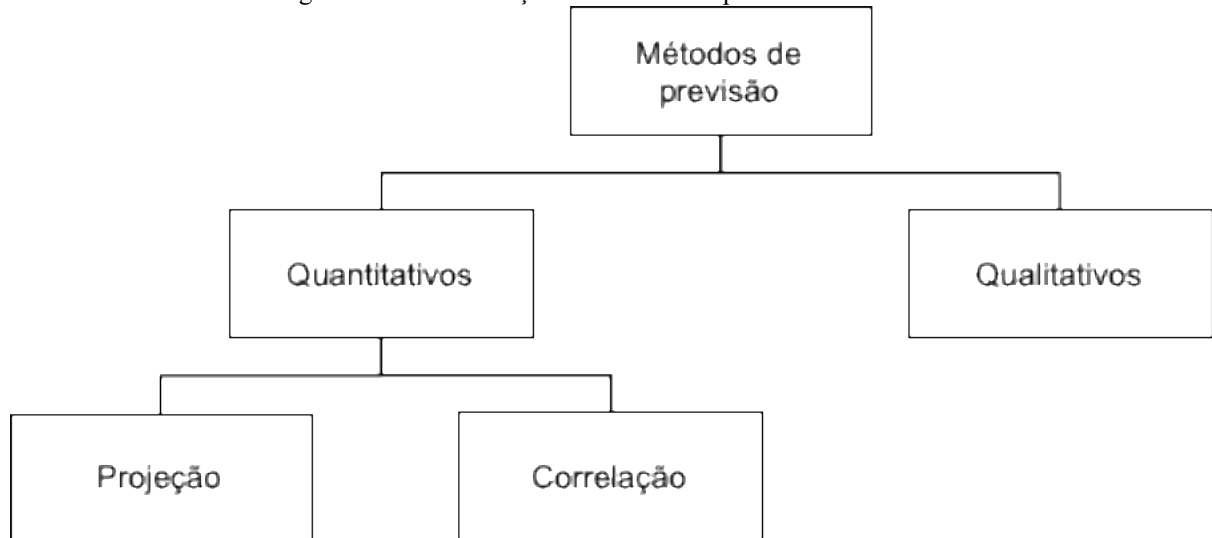 Métodos de
previsão
Quantitativos
Qualitativos
Projeção
Correlação